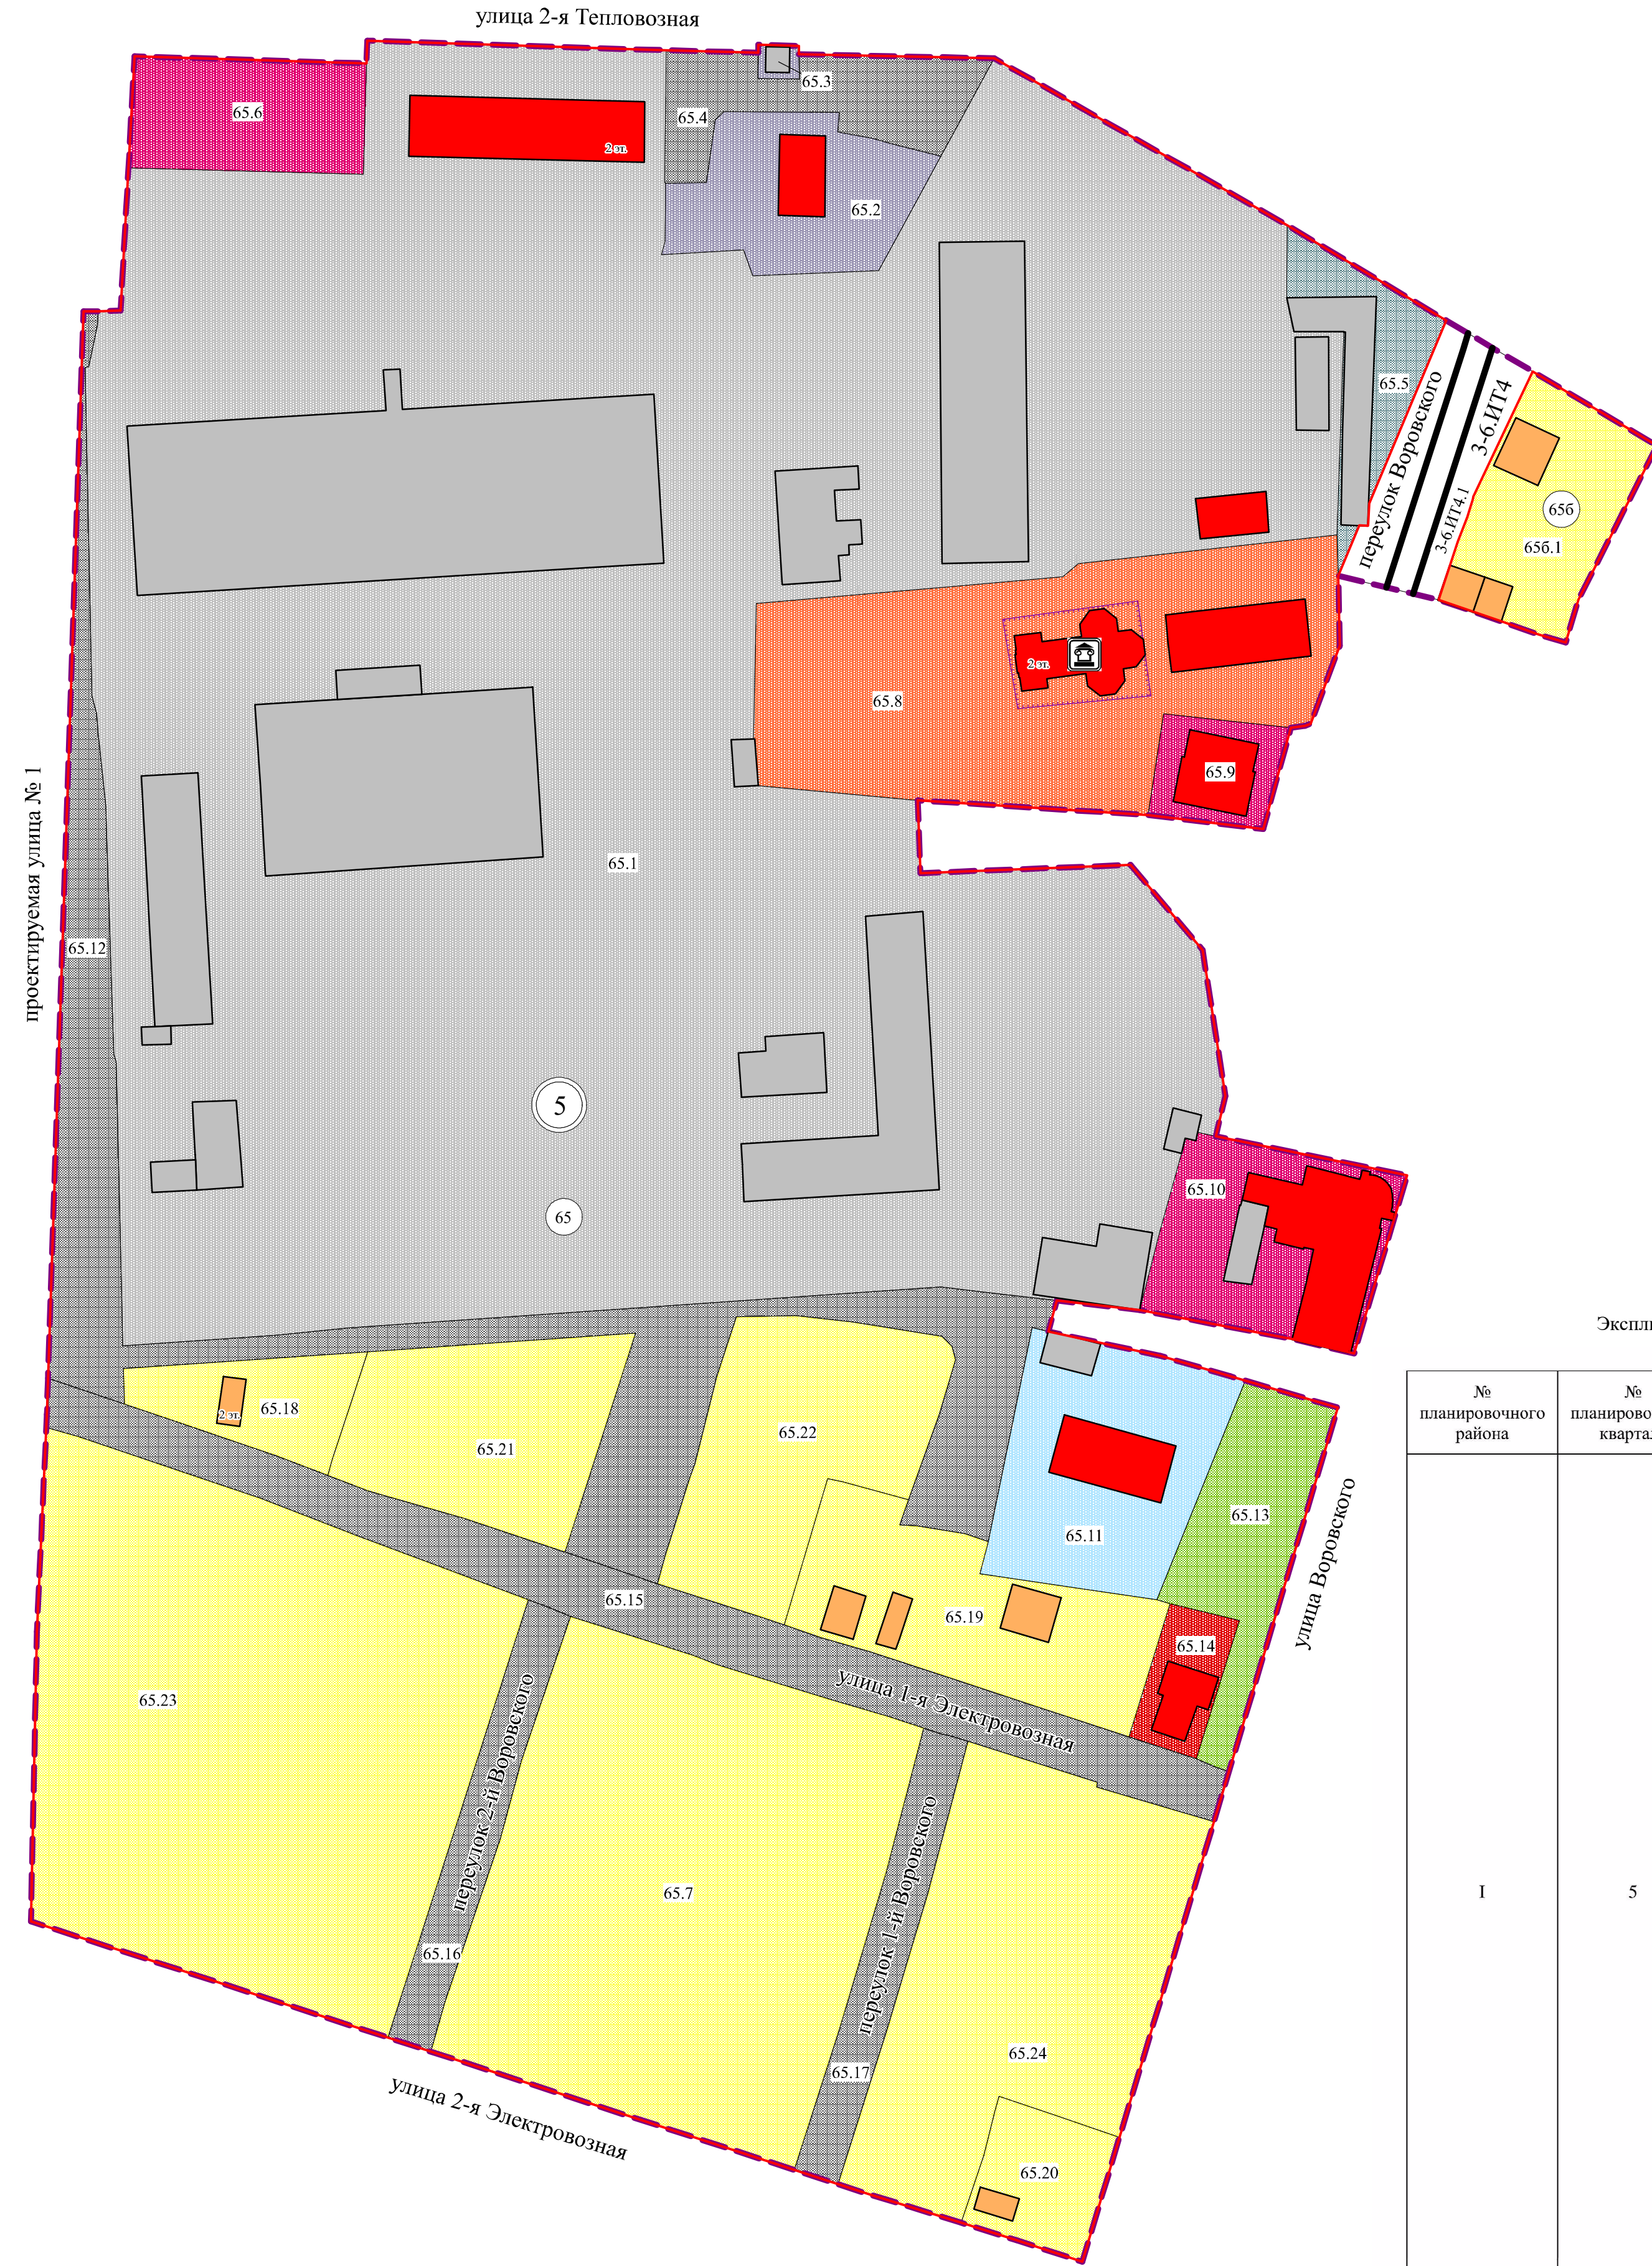 улица 2-я Тепловозная
65.3
65.6
65.4
2 эт.
65.2
65.5
переулок Воровского
3-6.ИТ4
3-6.ИТ4.1
65б
65б.1
2 эт.
65.8
65.9
проектируемая улица № 1
65.1
65.12
5
65.10
65
65.18
2 эт.
65.21
65.22
65.13
65.11
65.15
65.19
65.14
улица Воровского
улица 1-я Электровозная
65.23
переулок 2-й Воровского
65.7
переулок 1-й Воровского
65.16
65.24
65.17
улица 2-я Электровозная
65.20
№
планировочного
района
№
I
5